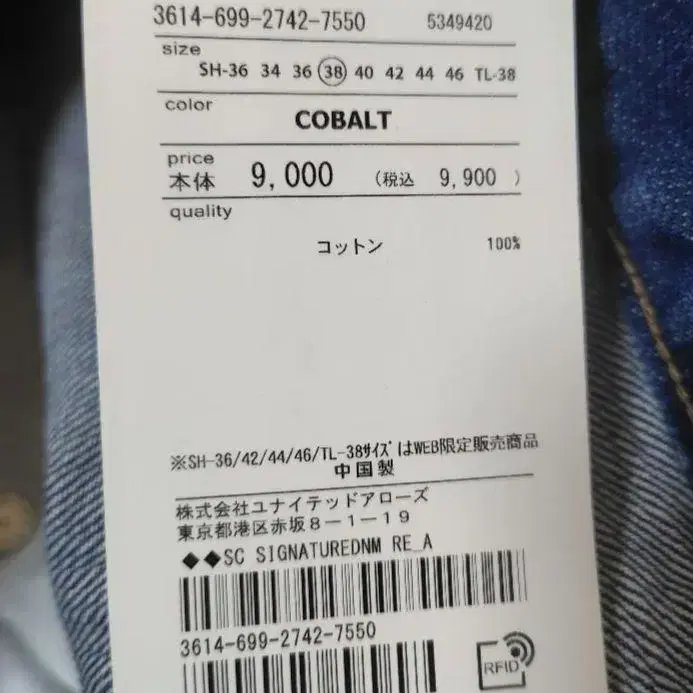 3614-699-2742-7550 5349420
size
SH-36 34 36 38 40 42 44 46 TL-38
color
COBALT
price
本体 9,000 (税込 9,900 )
quality
コットン 100%
※SH-36/42/44/46/TL-38ｻｲｽﾞはWEB限定販売商品
中国製
株式会社ユナイテッドアローズ
東京都港区赤坂8-1-19
◆◆SC SIGNATUREDNM RE_A
3614-699-2742-7550
RFID